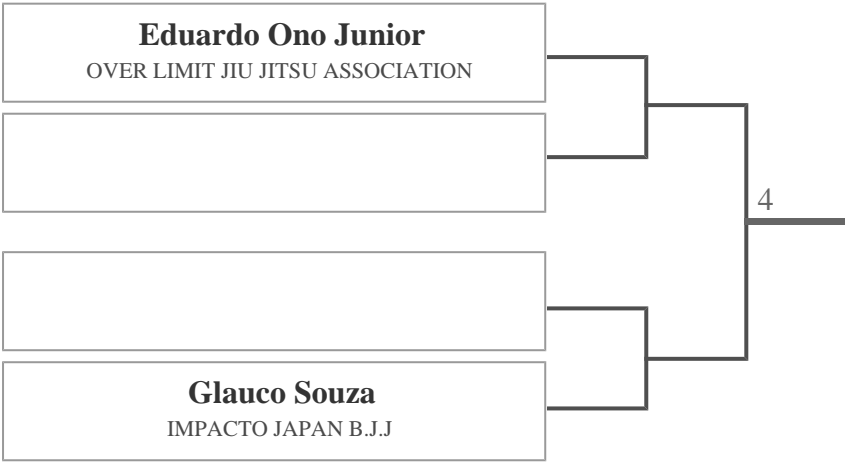 Eduardo Ono Junior
OVER LIMIT JIU JITSU ASSOCIATION
4
Glauco Souza
IMPACTO JAPAN B.J.J